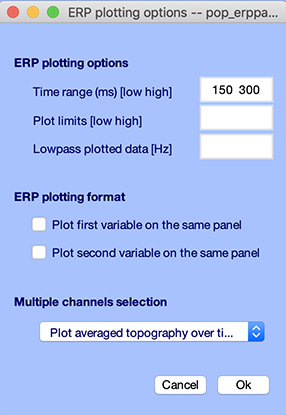 ERP plotting options -- pop_erppa...
ERP plotting options
Time range (ms) [low high] 150 300
Plot limits [low high]
Lowpass plotted data [Hz]
ERP plotting format
Plot first variable on the same panel
Plot second variable on the same panel
Multiple channels selection
Plot averaged topography over ti...
Cancel Ok